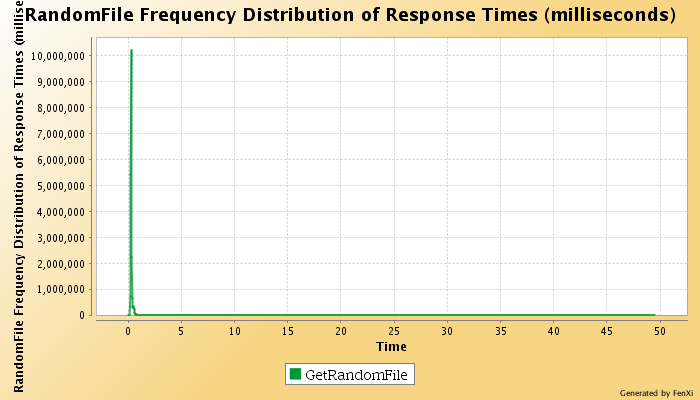 RandomFile Frequency Distribution of Response Times (milliseconds)
RandomFile Frequency Distribution of Response Times (millise
10,000,000
9,000,000
8,000,000
7,000,000
6,000,000
5,000,000
4,000,000
3,000,000
2,000,000
1,000,000
0
0 5 10 15 20 25 30 35 40 45 50
Time
GetRandomFile
Generated by FenXi